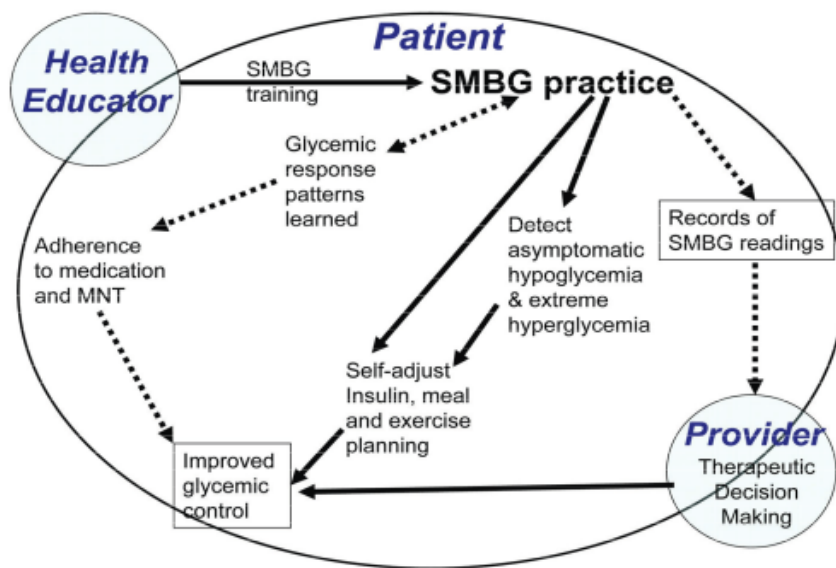 Patient
Health
Educator
SMBG
training
SMBG practice
Glycemic
response
patterns
learned
Adherence
to medication
and MNT
Detect
asymptomatic
hypoglycemia
& extreme
hyperglycemia
Records of
SMBG readings
Self-adjust
Insulin, meal
and exercise
planning
Improved
glycemic
control
Provider
Therapeutic
Decision
Making